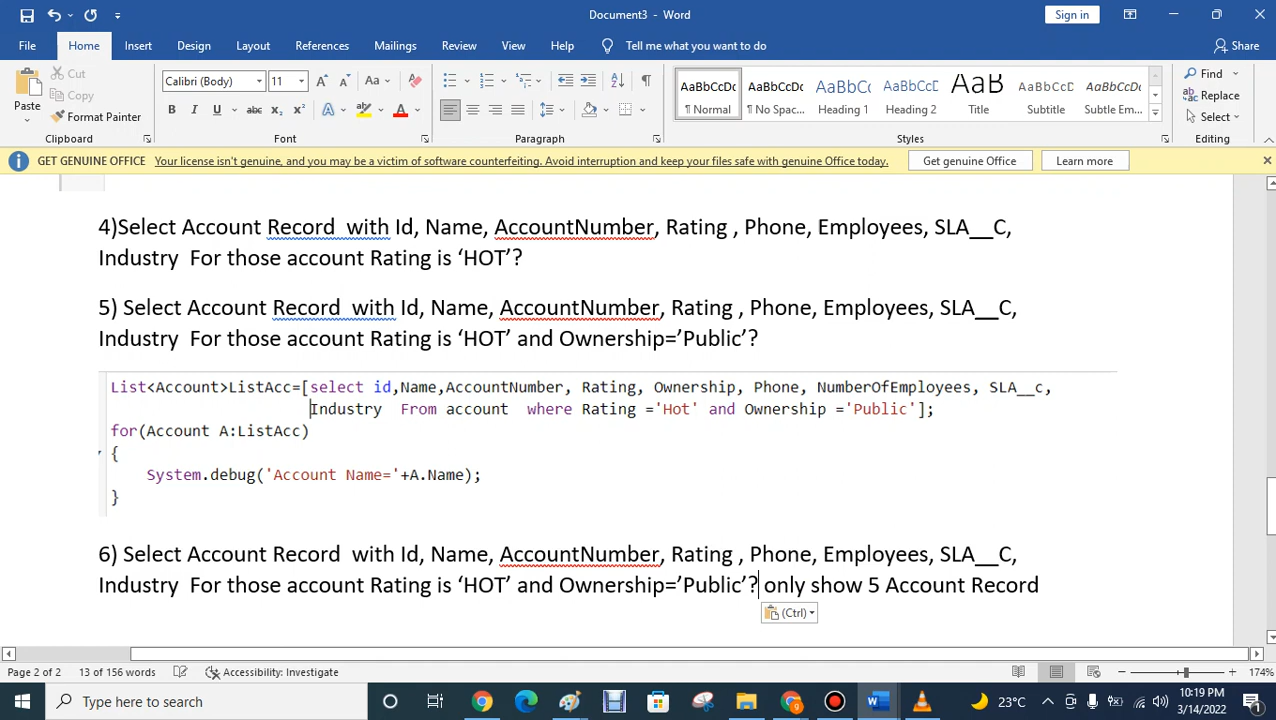 Document3 - Word
Sign in
File Home Insert Design Layout References Mailings Review View Help Tell me what you want to do Share
Paste
Cut
Copy
Format Painter
Clipboard
Calibri (Body) 11
Font
Paragraph
AaBbCcDc AaBbCcDc AaBbCc AaBbCcE AaB AaBbCcD AaBbCcD
¶ Normal ¶ No Spac... Heading 1 Heading 2 Title Subtitle Subtle Em...
Styles
Find
Replace
Select
Editing
GET GENUINE OFFICE Your license isn't genuine, and you may be a victim of software counterfeiting. Avoid interruption and keep your files safe with genuine Office today. Get genuine Office Learn more
4)Select Account Record with Id, Name, AccountNumber, Rating , Phone, Employees, SLA__C,
Industry For those account Rating is ‘HOT’?
5) Select Account Record with Id, Name, AccountNumber, Rating , Phone, Employees, SLA__C,
Industry For those account Rating is ‘HOT’ and Ownership=’Public’?
List<Account>ListAcc=[select id,Name,AccountNumber, Rating, Ownership, Phone, NumberOfEmployees, SLA__c,
Industry From account where Rating ='Hot' and Ownership ='Public'];
for(Account A:ListAcc)
{
System.debug('Account Name='+A.Name);
}
6) Select Account Record with Id, Name, AccountNumber, Rating , Phone, Employees, SLA__C,
Industry For those account Rating is ‘HOT’ and Ownership=’Public’? only show 5 Account Record
(Ctrl)
Page 2 of 2 13 of 156 words Accessibility: Investigate 174%
Type here to search
23°C
10:19 PM
3/14/2022